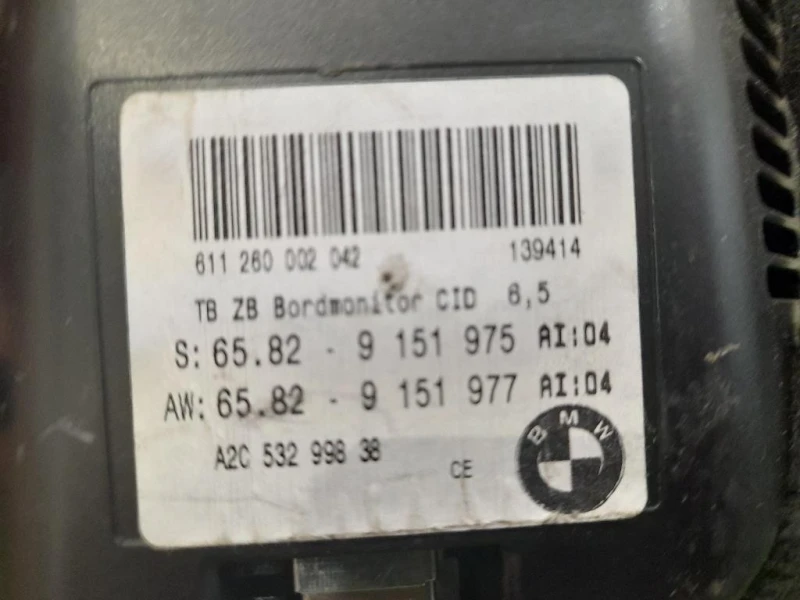 611 260 002 042 139414
TB ZB Bordmonitor CID 6,5
S: 65.82 - 9 151 975 AI:04
AW: 65.82 - 9 151 977 AI:04
A2C 532 998 38
CE
BMW